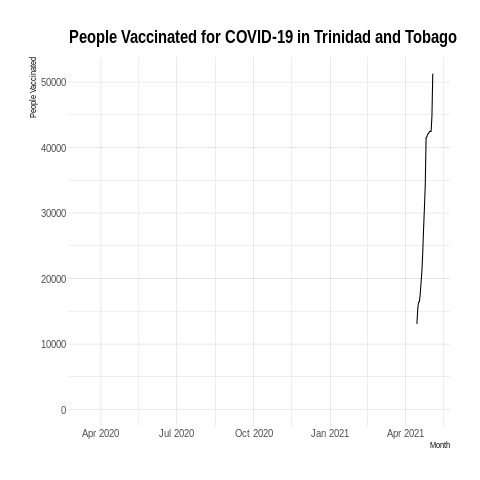 People Vaccinated for COVID-19 in Trinidad and Tobago
People Vaccinated
50000
40000
30000
20000
10000
0
Apr 2020 Jul 2020 Oct 2020 Jan 2021 Apr 2021
Month